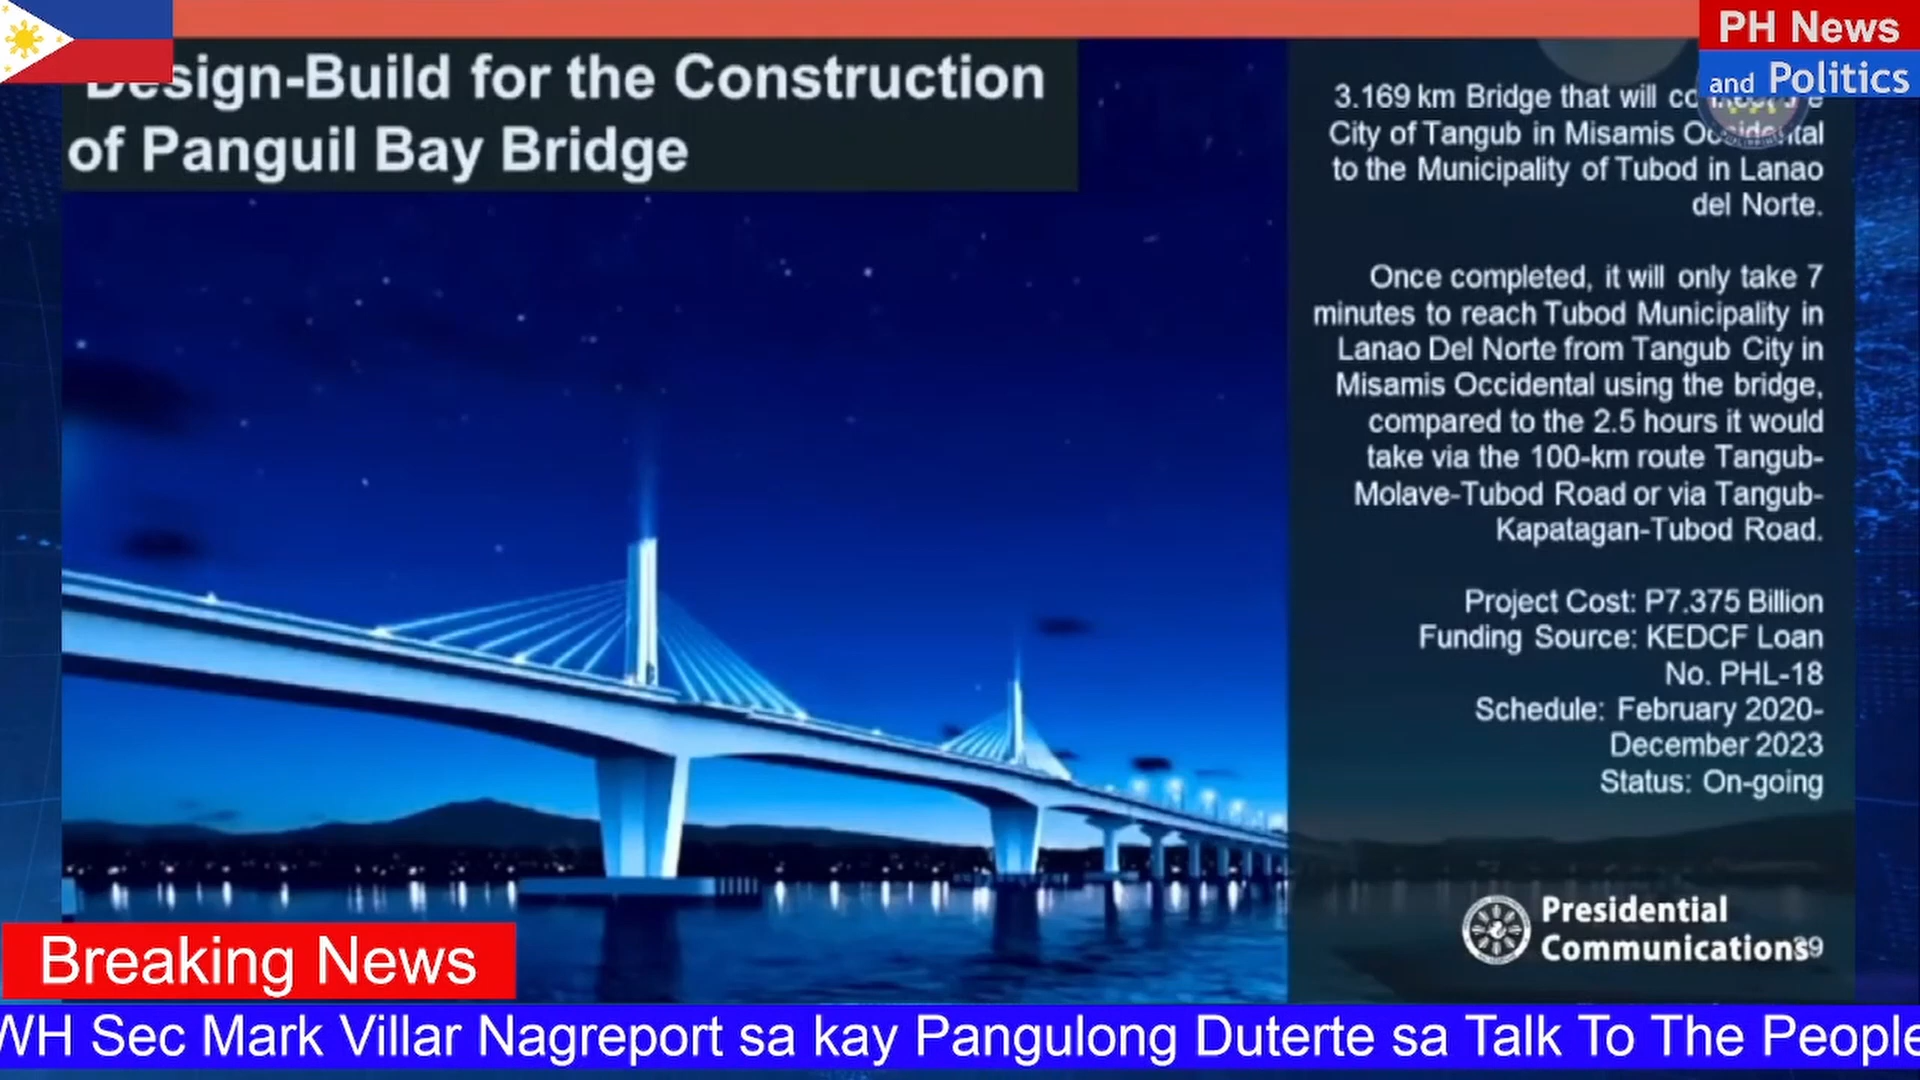 PH News
and Politics
Design-Build for the Construction
of Panguil Bay Bridge
3.169 km Bridge that will
City of Tangub in Misamis Occidental
to the Municipality of Tubod in Lanao
del Norte.
Once completed, it will only take 7
minutes to reach Tubod Municipality in
Lanao Del Norte from Tangub City in
Misamis Occidental using the bridge,
compared to the 2.5 hours it would
take via the 100-km route Tangub-
Molave-Tubod Road or via Tangub-
Kapatagan-Tubod Road.
Project Cost: P7.375 Billion
Funding Source: KEDCF Loan
No. PHL-18
Schedule: February 2020-
December 2023
Status: On-going
Presidential
Communications
39
Breaking News
WH Sec Mark Villar Nagreport sa kay Pangulong Duterte sa Talk To The People